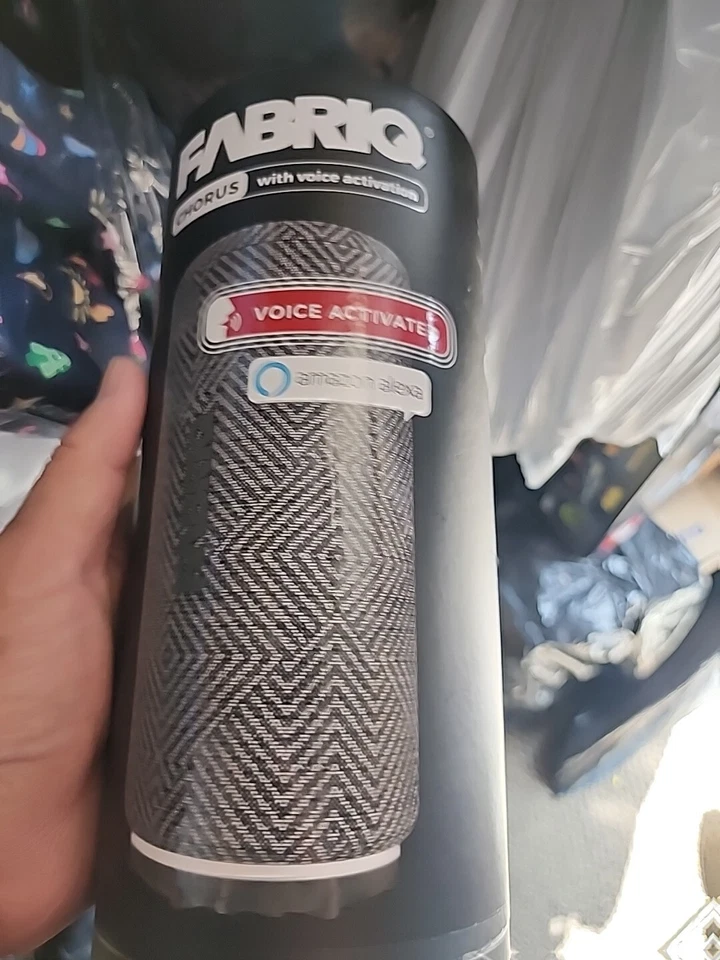 FABRIQ®
CHORUS with voice activation
VOICE ACTIVATED
amazon alexa